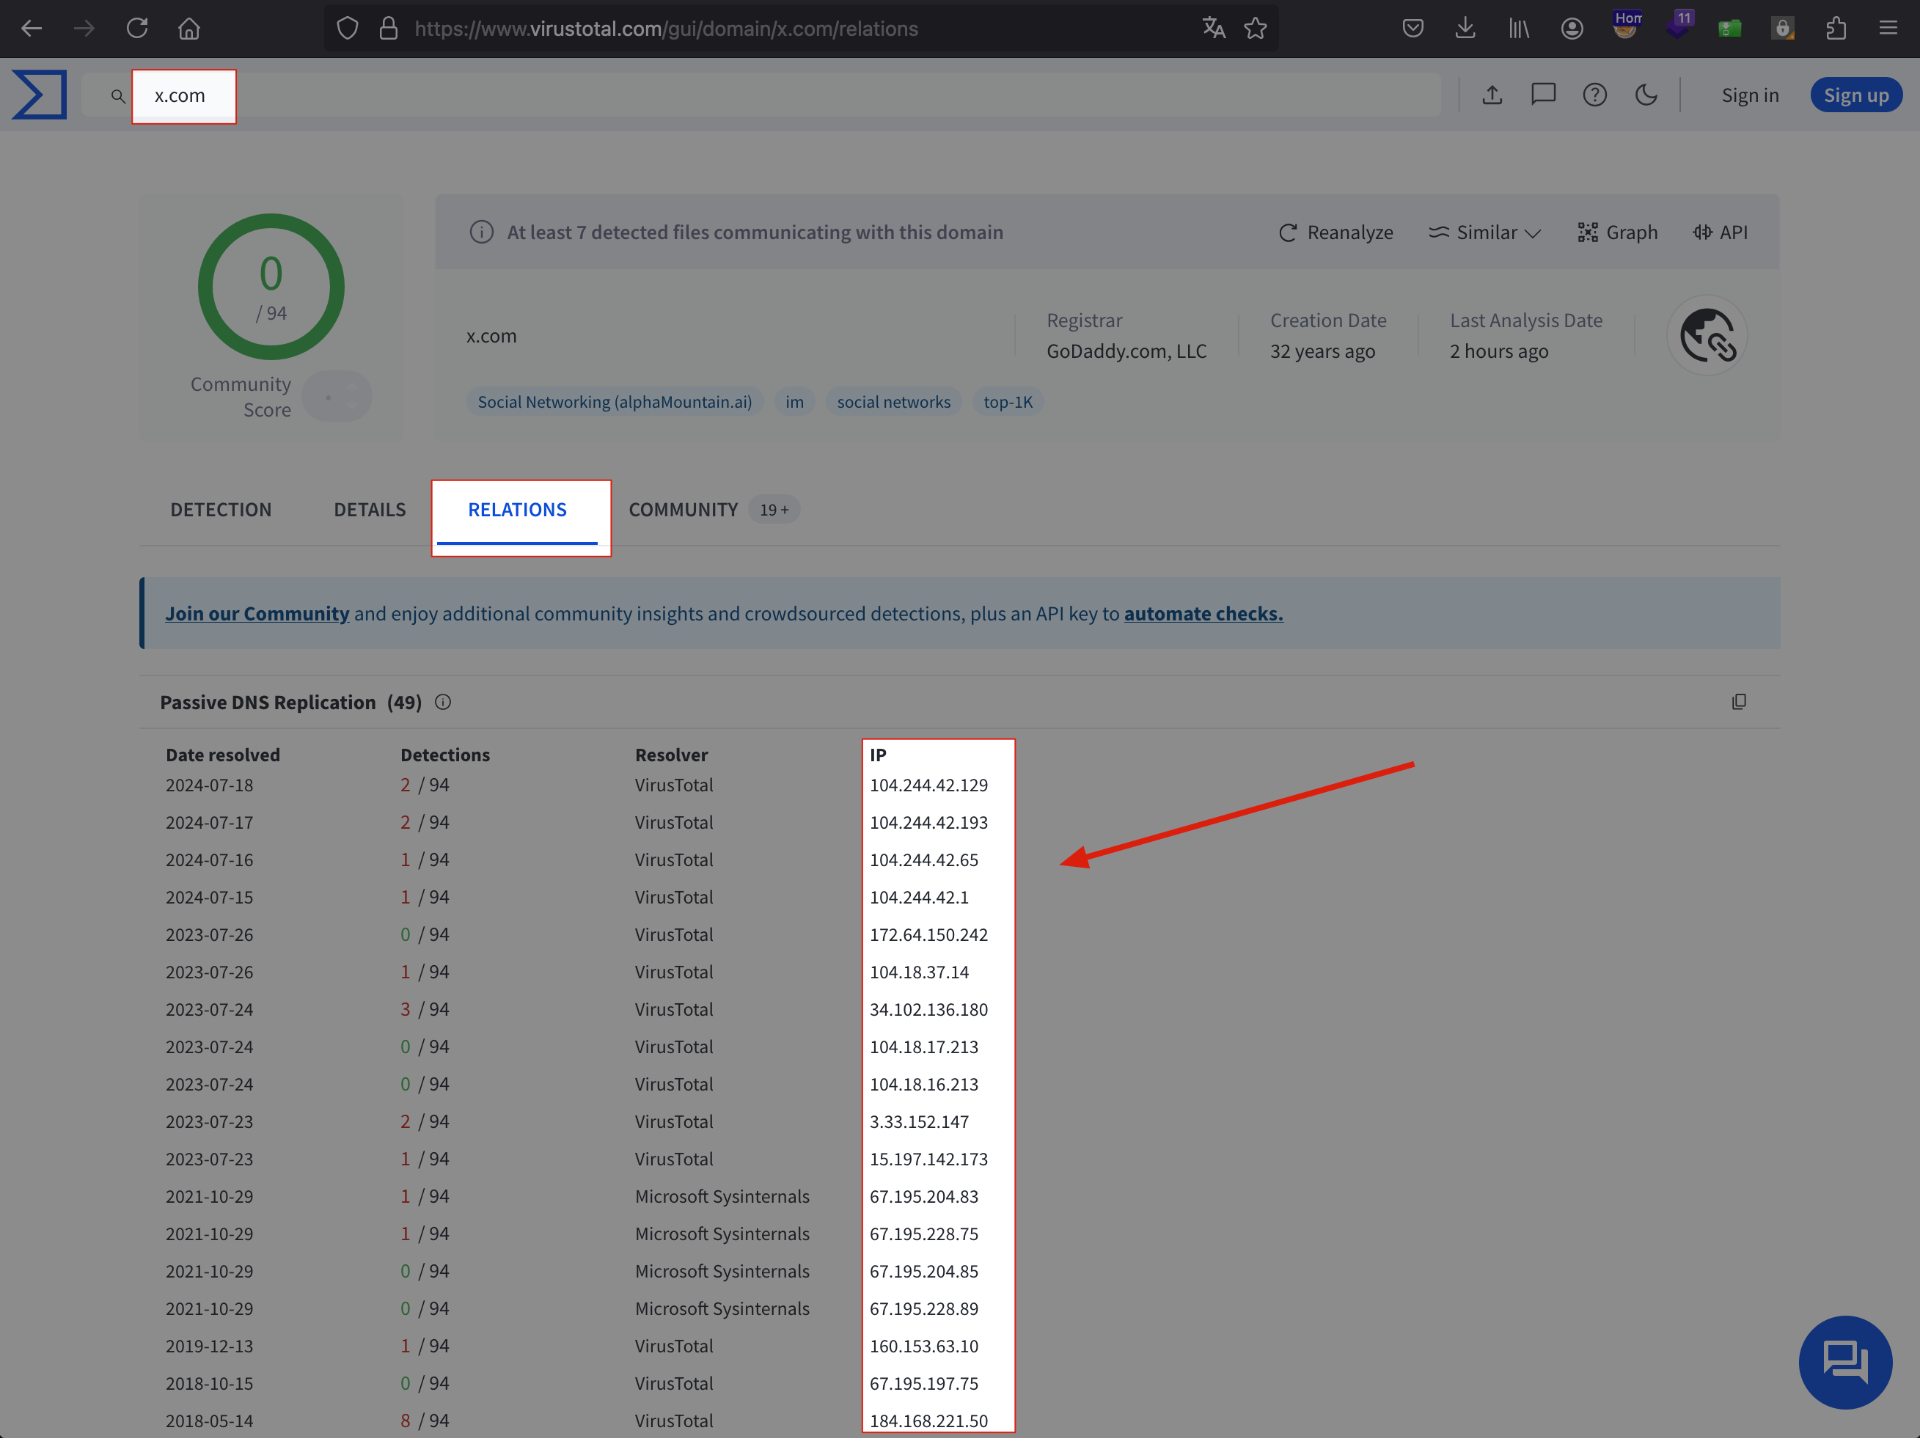 https://www.virustotal.com/gui/domain/x.com/relations
Hom
11
x.com
Sign in
Sign up
0
/ 94
Community
Score
At least 7 detected files communicating with this domain
Reanalyze
Similar
Graph
API
x.com
Registrar
GoDaddy.com, LLC
Creation Date
32 years ago
Last Analysis Date
2 hours ago
Social Networking (alphaMountain.ai)
im
social networks
top-1K
DETECTION
DETAILS
RELATIONS
COMMUNITY
19 +
Join our Community and enjoy additional community insights and crowdsourced detections, plus an API key to automate checks.
Passive DNS Replication (49)
Date resolved Detections Resolver IP
2024-07-18 2 / 94 VirusTotal 104.244.42.129
2024-07-17 2 / 94 VirusTotal 104.244.42.193
2024-07-16 1 / 94 VirusTotal 104.244.42.65
2024-07-15 1 / 94 VirusTotal 104.244.42.1
2023-07-26 0 / 94 VirusTotal 172.64.150.242
2023-07-26 1 / 94 VirusTotal 104.18.37.14
2023-07-24 3 / 94 VirusTotal 34.102.136.180
2023-07-24 0 / 94 VirusTotal 104.18.17.213
2023-07-24 0 / 94 VirusTotal 104.18.16.213
2023-07-23 2 / 94 VirusTotal 3.33.152.147
2023-07-23 1 / 94 VirusTotal 15.197.142.173
2021-10-29 1 / 94 Microsoft Sysinternals 67.195.204.83
2021-10-29 1 / 94 Microsoft Sysinternals 67.195.228.75
2021-10-29 0 / 94 Microsoft Sysinternals 67.195.204.85
2021-10-29 0 / 94 Microsoft Sysinternals 67.195.228.89
2019-12-13 1 / 94 VirusTotal 160.153.63.10
2018-10-15 0 / 94 VirusTotal 67.195.197.75
2018-05-14 8 / 94 VirusTotal 184.168.221.50